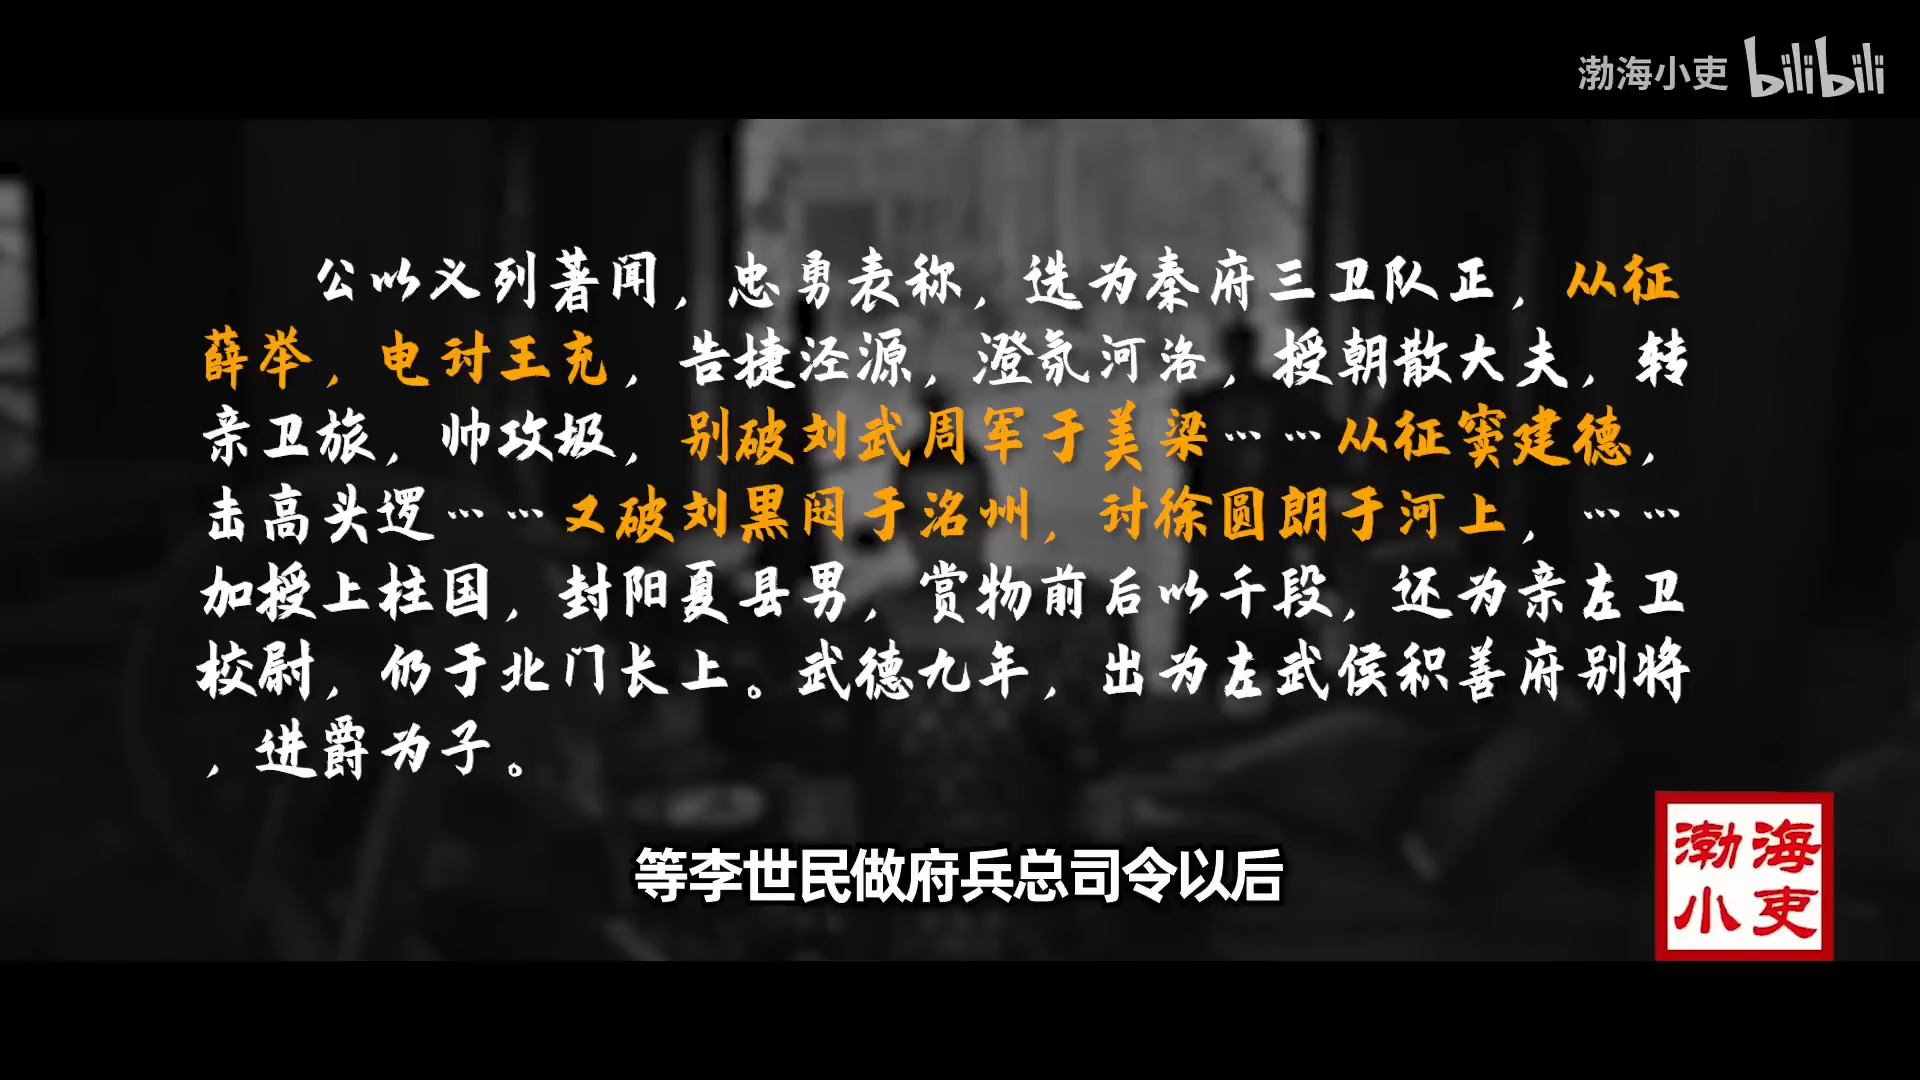 渤海小吏 bilibili
公以义列著闻，忠勇表称，选为秦府三卫队正，从征
薛举，电讨王充，告捷泾源，澄氛河洛，授朝散大夫，转
亲卫旅，帅攻圾，别破刘武周军于美梁……从征窦建德，
击高头逻……又破刘黑闼于洺州，讨徐圆朗于河上，……
加授上柱国，封阳夏县男，赏物前后以千段，还为亲左卫
校尉，仍于北门长上。武德九年，出为左武侯积善府别将
，进爵为子。
等李世民做府兵总司令以后
渤海
小吏